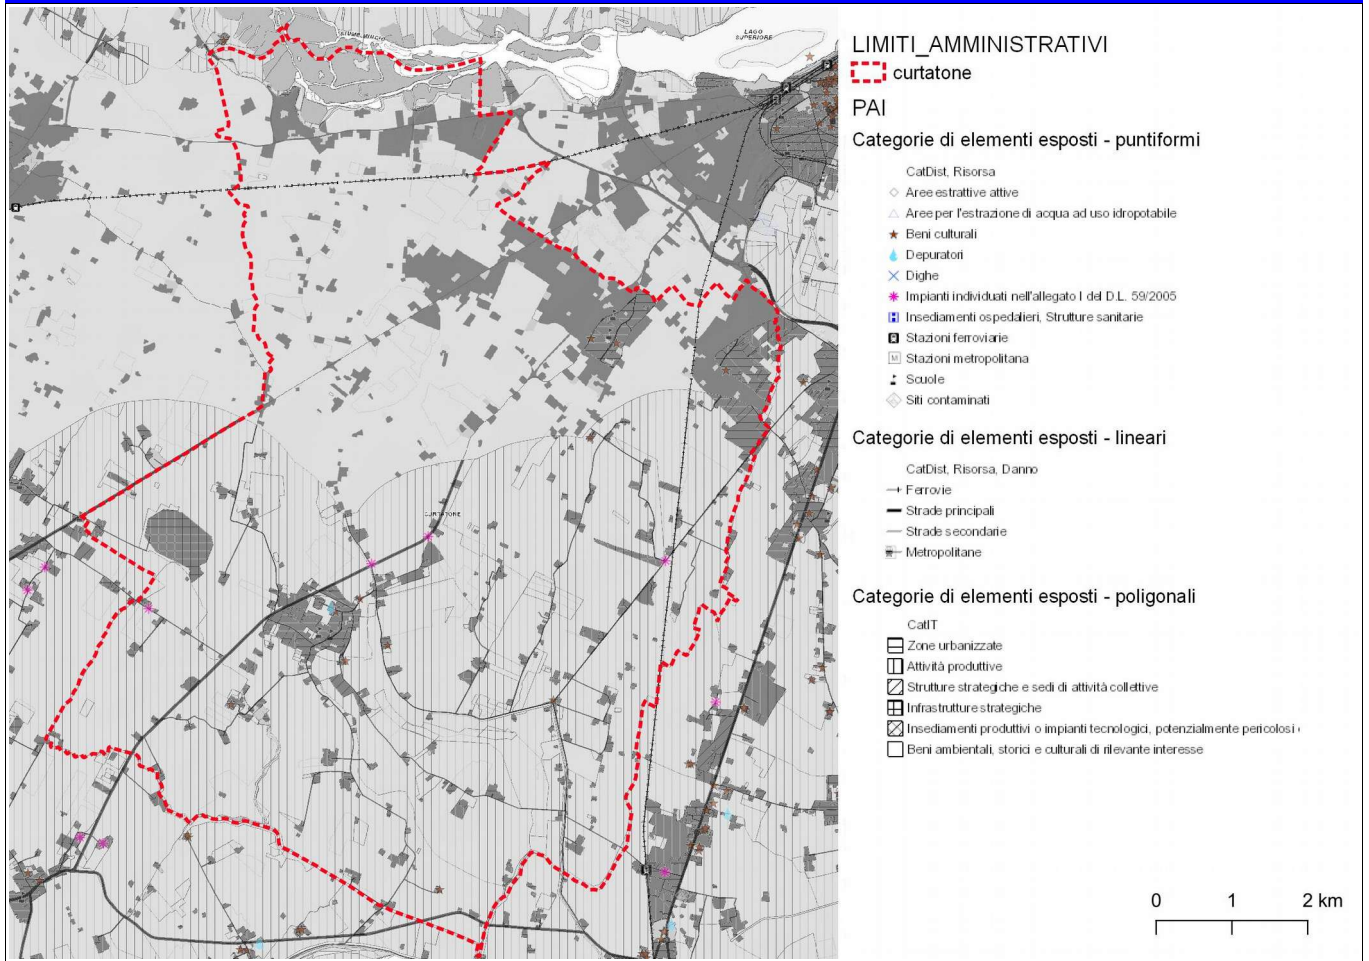 FIUME MINCIO
LAGO
SUPERIORE
CURTATONE
LIMITI_AMMINISTRATIVI
curtatone
PAI
Categorie di elementi esposti - puntiformi
CatDist, Risorsa
Aree estrattive attive
Aree per l'estrazione di acqua ad uso idropotabile
Beni culturali
Depuratori
Dighe
Impianti individuati nell'allegato I del D.L. 59/2005
Insediamenti ospedalieri, Strutture sanitarie
Stazioni ferroviarie
M Stazioni metropolitana
Scuole
Siti contaminati
Categorie di elementi esposti - lineari
CatDist, Risorsa, Danno
Ferrovie
Strade principali
Strade secondarie
Metropolitane
Categorie di elementi esposti - poligonali
CatIT
Zone urbanizzate
Attività produttive
Strutture strategiche e sedi di attività collettive
Infrastrutture strategiche
Insediamenti produttivi o impianti tecnologici, potenzialmente pericolosi
Beni ambientali, storici e culturali di rilevante interesse
0 1 2 km